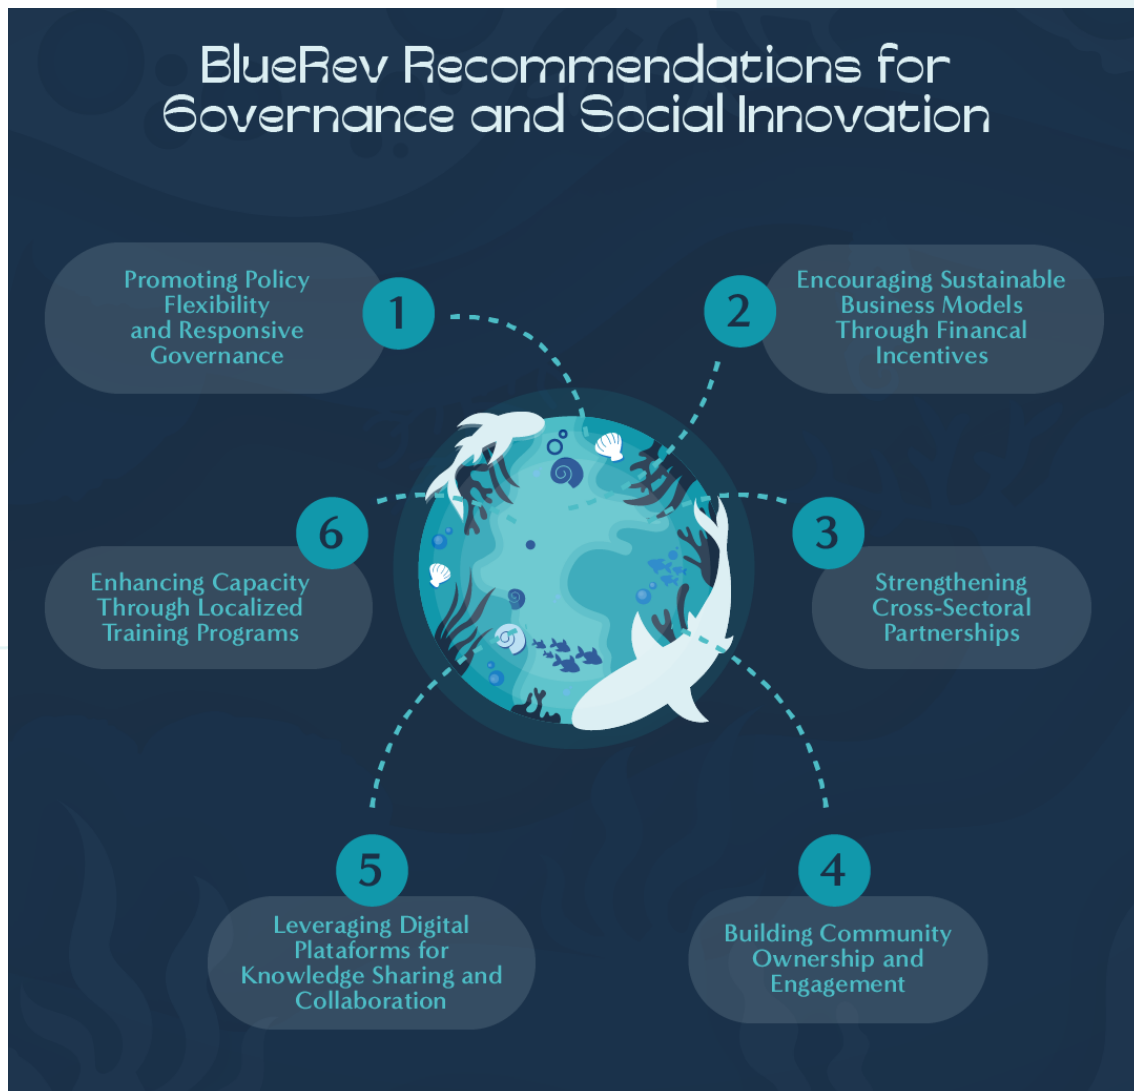 BlueRev Recommendations for
Governance and Social Innovation
1
Promoting Policy
Flexibility
and Responsive
Governance
2
Encouraging Sustainable
Business Models
Through Financal
Incentives
3
Strengthening
Cross-Sectoral
Partnerships
4
Building Community
Ownership and
Engagement
5
Leveraging Digital
Plataforms for
Knowledge Sharing and
Collaboration
6
Enhancing Capacity
Through Localized
Training Programs